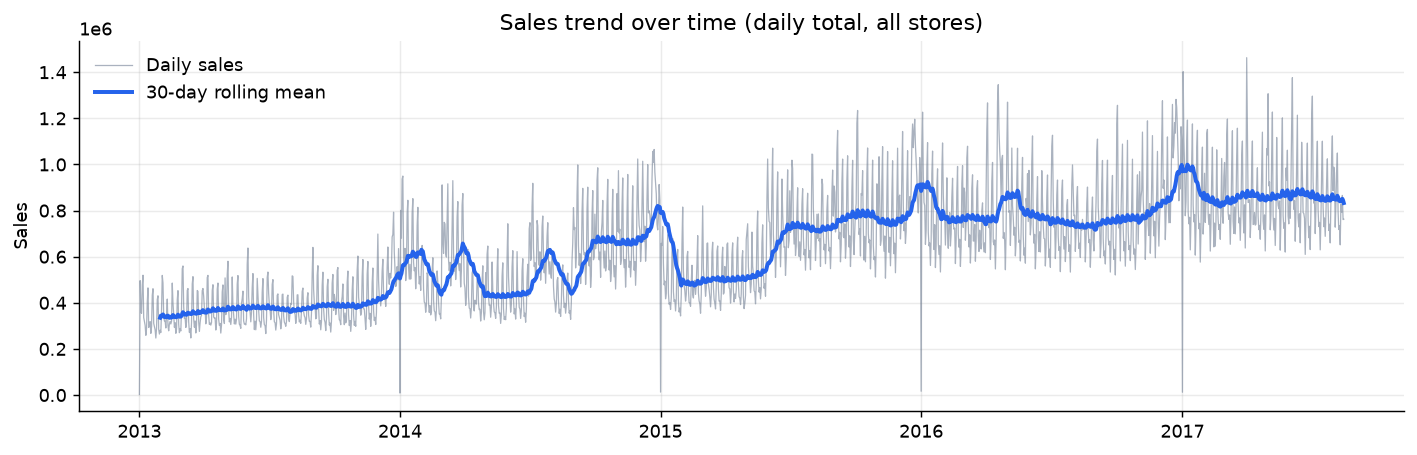 Sales trend over time (daily total, all stores)
1e6
Daily sales
30-day rolling mean
1.4
1.2
1.0
0.8
0.6
0.4
0.2
0.0
Sales
2013 2014 2015 2016 2017